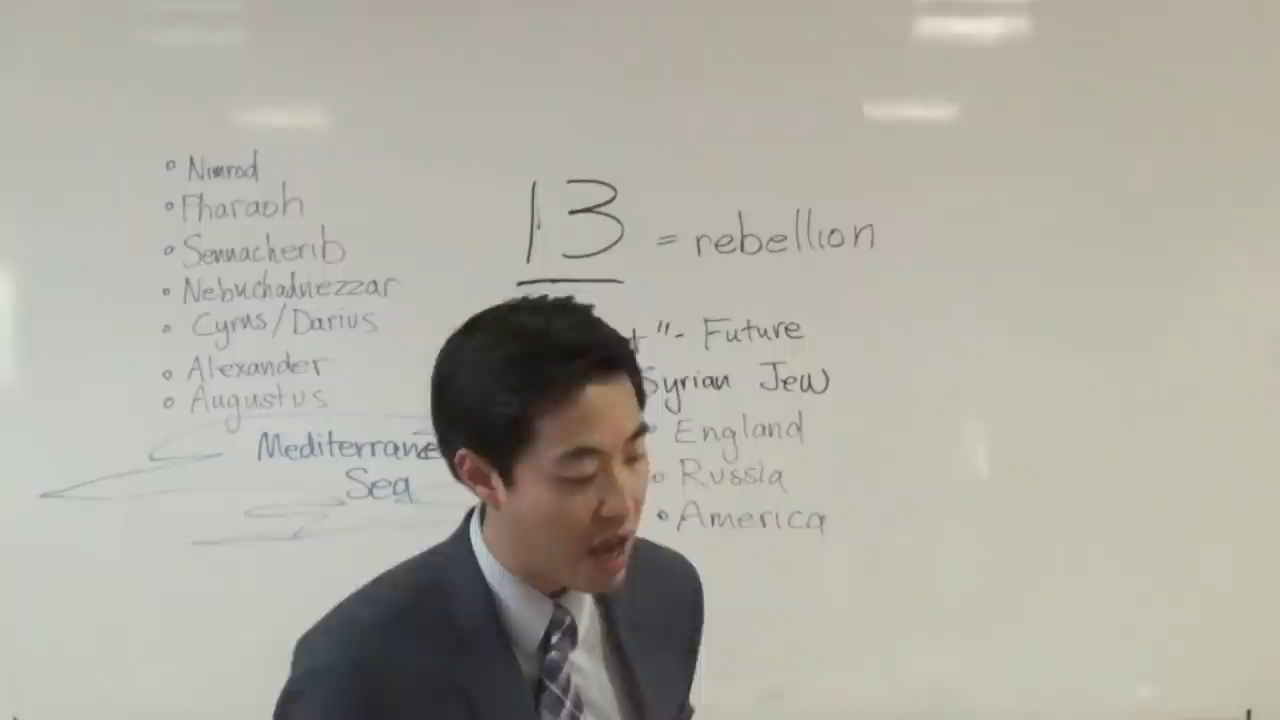 • Nimrod
• Pharaoh
• Sennacherib
• Nebuchadnezzar
• Cyrus/Darius
• Alexander
• Augustus
Mediterrane
Sea
13 = rebellion
" - Future
Syrian Jew
• England
• Russia
• America